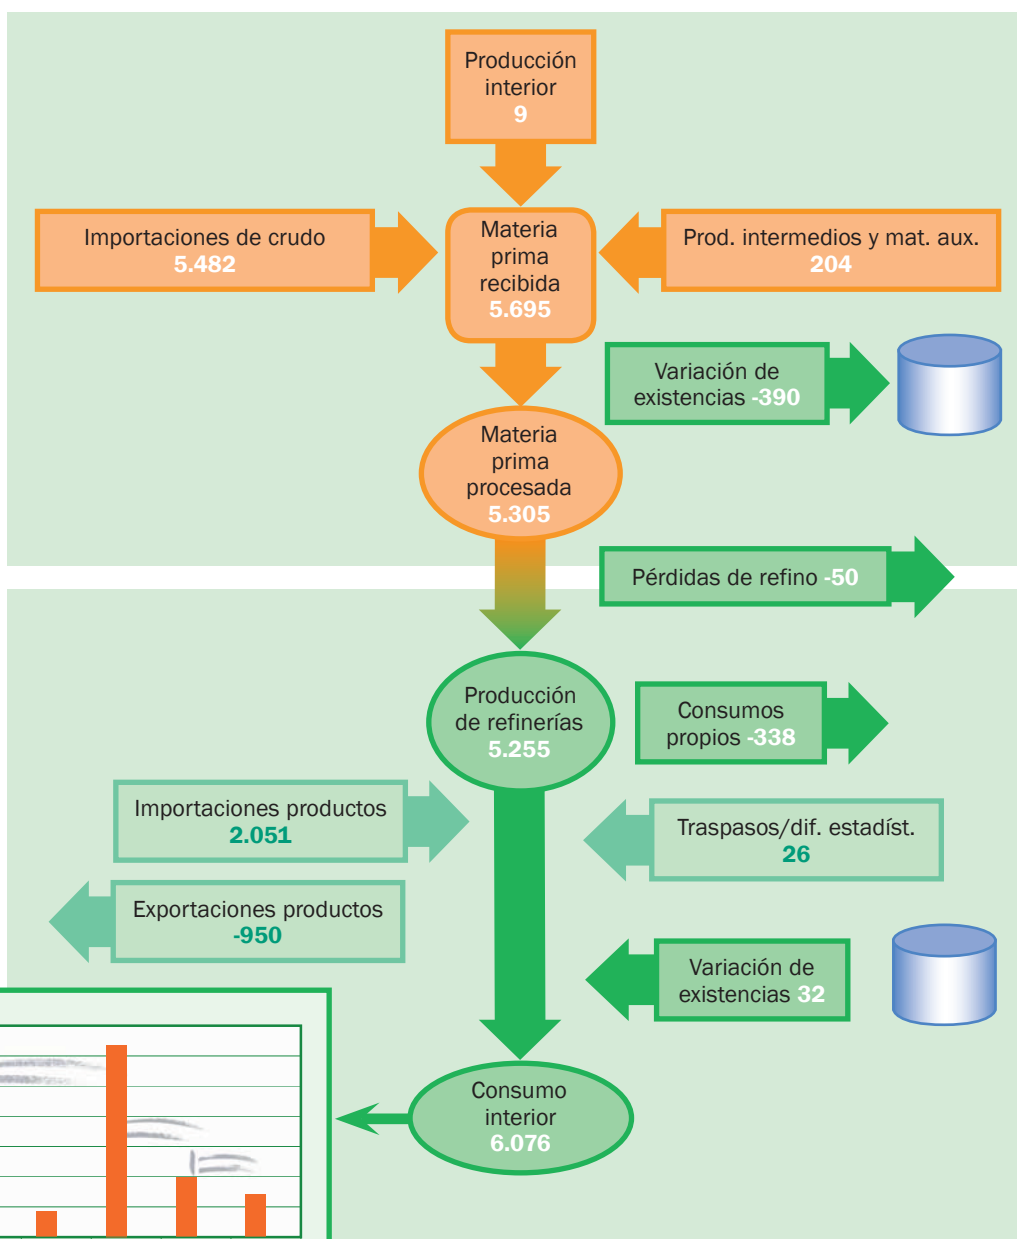 Producción
interior
9
Importaciones de crudo
5.482
Materia
prima
recibida
5.695
Prod. intermedios y mat. aux.
204
Variación de
existencias -390
Materia
prima
procesada
5.305
Pérdidas de refino -50
Producción
de refinerías
5.255
Consumos
propios -338
Importaciones productos
2.051
Traspasos/dif. estadíst.
26
Exportaciones productos
-950
Variación de
existencias 32
Consumo
interior
6.076